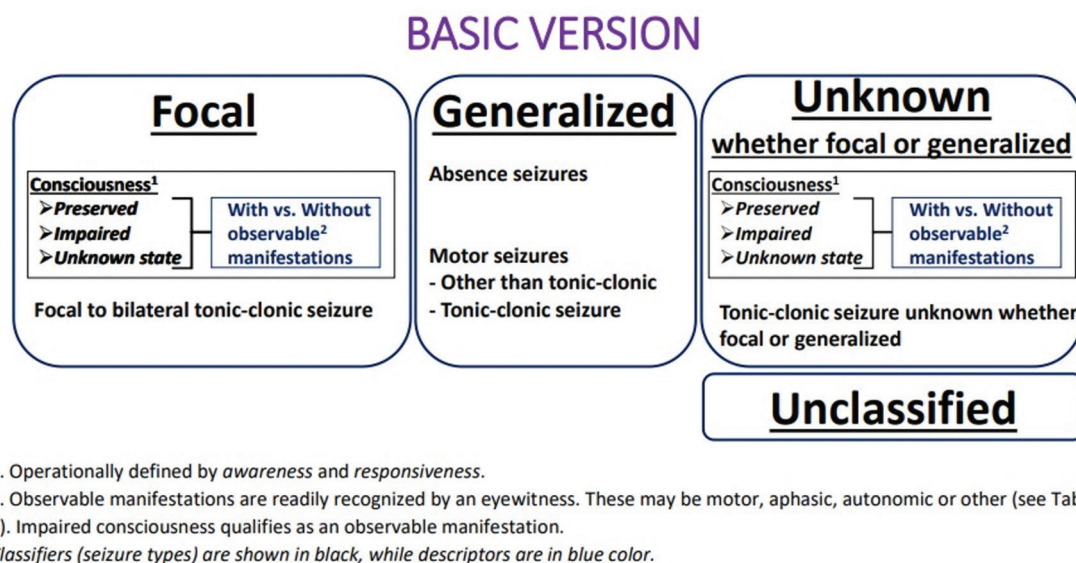 BASIC VERSION
Focal
Consciousness¹
➢Preserved
➢Impaired
➢Unknown state
With vs. Without
observable²
manifestations
Focal to bilateral tonic-clonic seizure
Generalized
Absence seizures
Motor seizures
- Other than tonic-clonic
- Tonic-clonic seizure
Unknown
whether focal or generalized
Consciousness¹
➢Preserved
➢Impaired
➢Unknown state
With vs. Without
observable²
manifestations
Tonic-clonic seizure unknown whether
focal or generalized
Unclassified
. Operationally defined by awareness and responsiveness.
. Observable manifestations are readily recognized by an eyewitness. These may be motor, aphasic, autonomic or other (see
). Impaired consciousness qualifies as an observable manifestation.
(seizure types) are shown in black, while descriptors are in blue color.